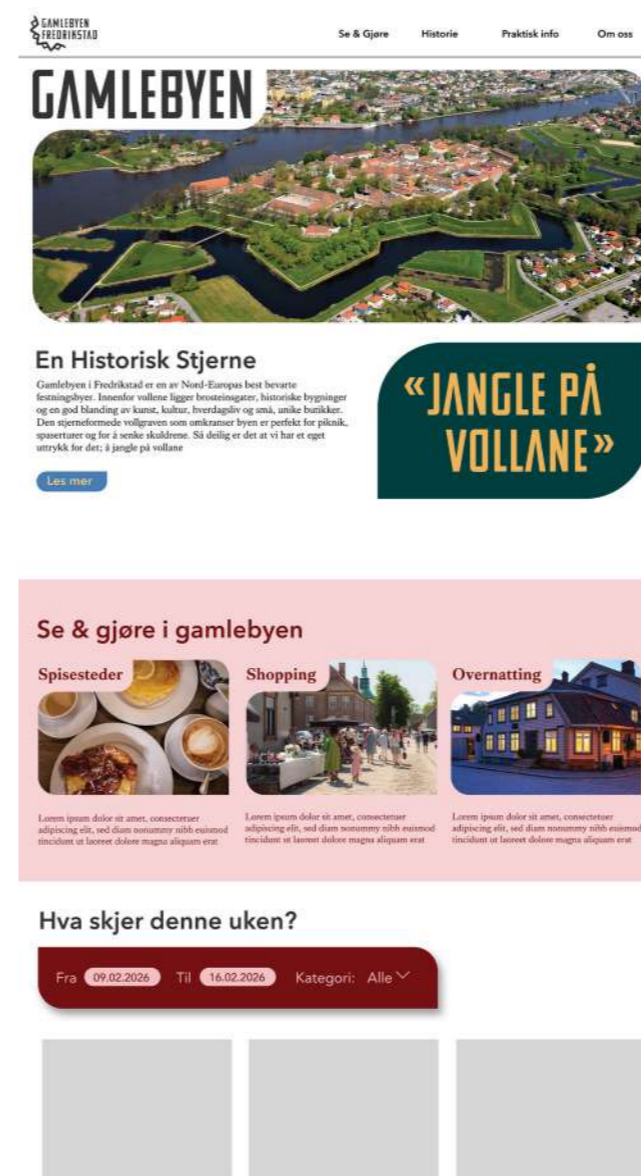 GAMLEBYEN
FREDRIKSTAD
Se & Gjøre Historie Praktisk info Om oss
GAMLEBYEN
En Historisk Stjerne
Gamlebyen i Fredrikstad er en av Nord-Europas best bevarte
festningsbyer. Innenfor vollene ligger brosteinsgater, historiske bygninger
og en god blanding av kunst, kultur, hverdagsliv og små, unike butikker.
Den stjerneformede vollgraven som omkranser byen er perfekt for piknik,
spaserturer og for å senke skuldrene. Så deilig er det at vi har et eget
uttrykk for det; å jangle på vollane
Les mer
«JANGLE PÅ
VOLLANE»
Se & gjøre i gamlebyen
Spisesteder
Lorem ipsum dolor sit amet, consectetuer
adipiscing elit, sed diam nonummy nibh euismod
tincidunt ut laoreet dolore magna aliquam erat
Shopping
Lorem ipsum dolor sit amet, consectetuer
adipiscing elit, sed diam nonummy nibh euismod
tincidunt ut laoreet dolore magna aliquam erat
Overnatting
Lorem ipsum dolor sit amet, consectetuer
adipiscing elit, sed diam nonummy nibh euismod
tincidunt ut laoreet dolore magna aliquam erat
Hva skjer denne uken?
Fra 09.02.2026 Til 16.02.2026 Kategori: Alle